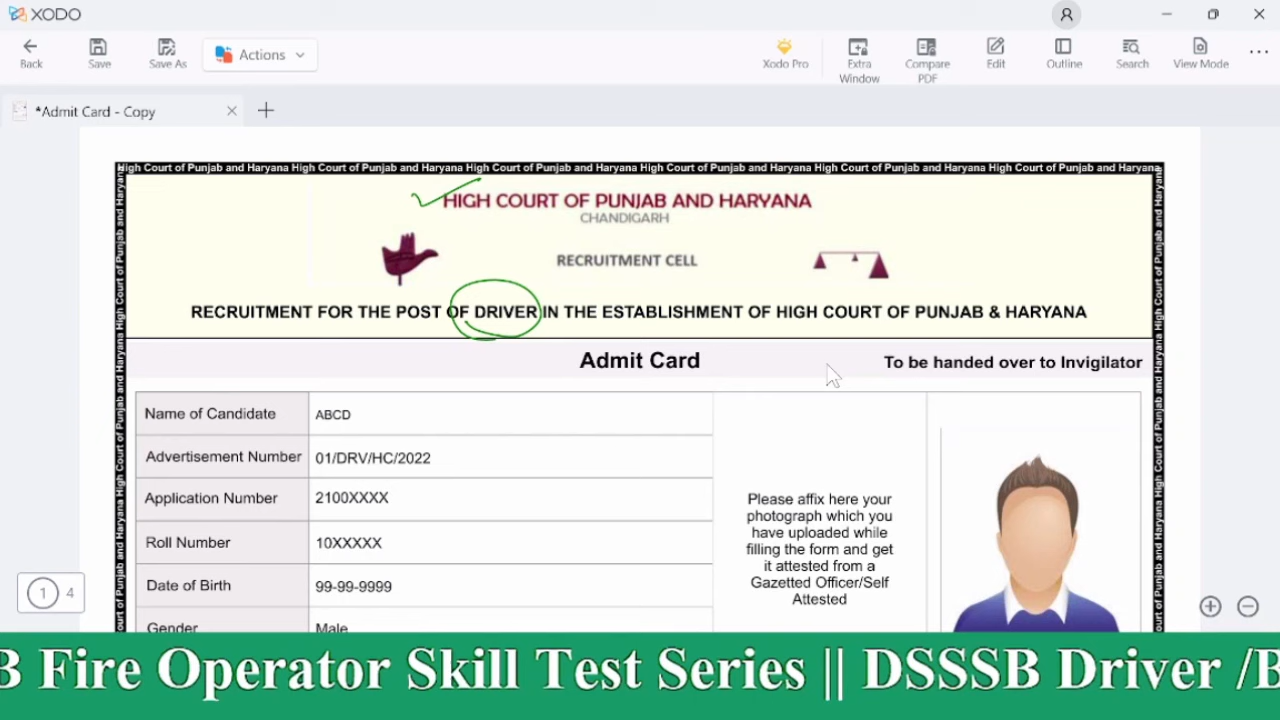 XODO
Back
Save
Save As
Actions
Xodo Pro
Extra Window
Compare PDF
Edit
Outline
Search
View Mode
*Admit Card - Copy
High Court of Punjab and Haryana High Court of Punjab and Haryana High Court of Punjab and Haryana High Court of Punjab and Haryana High Court of Punjab and Haryana High Court of Punjab and Haryana
HIGH COURT OF PUNJAB AND HARYANA
CHANDIGARH
RECRUITMENT CELL
RECRUITMENT FOR THE POST OF DRIVER IN THE ESTABLISHMENT OF HIGH COURT OF PUNJAB & HARYANA
Admit Card
To be handed over to Invigilator
Name of Candidate ABCD
Advertisement Number 01/DRV/HC/2022
Application Number 2100XXXX
Roll Number 10XXXXX
Date of Birth 99-99-9999
Gender Male
Please affix here your
photograph which you
have uploaded while
filling the form and get
it attested from a
Gazetted Officer/Self
Attested
1 4
B Fire Operator Skill Test Series || DSSSB Driver /B